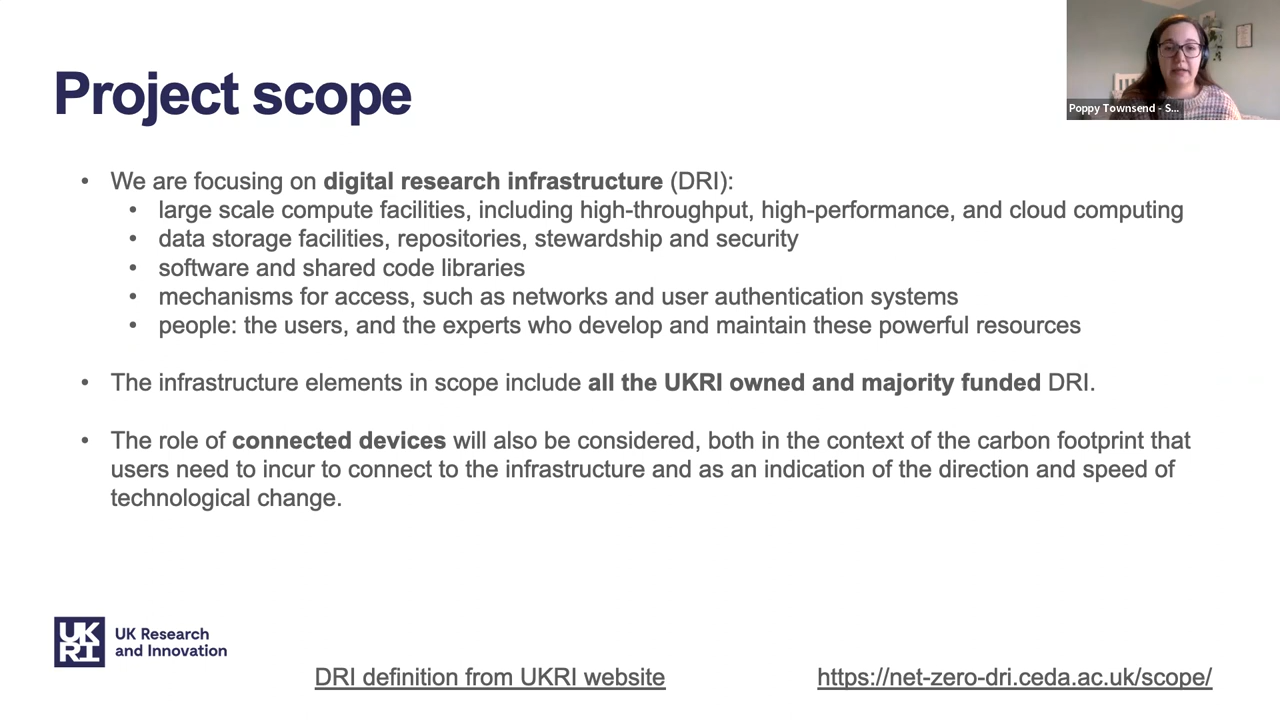 Project scope
Poppy Townsend - S...
• We are focusing on digital research infrastructure (DRI):
• large scale compute facilities, including high-throughput, high-performance, and cloud computing
• data storage facilities, repositories, stewardship and security
• software and shared code libraries
• mechanisms for access, such as networks and user authentication systems
• people: the users, and the experts who develop and maintain these powerful resources
• The infrastructure elements in scope include all the UKRI owned and majority funded DRI.
• The role of connected devices will also be considered, both in the context of the carbon footprint that
users need to incur to connect to the infrastructure and as an indication of the direction and speed of
technological change.
UK
RI
UK Research
and Innovation
DRI definition from UKRI website
https://net-zero-dri.ceda.ac.uk/scope/